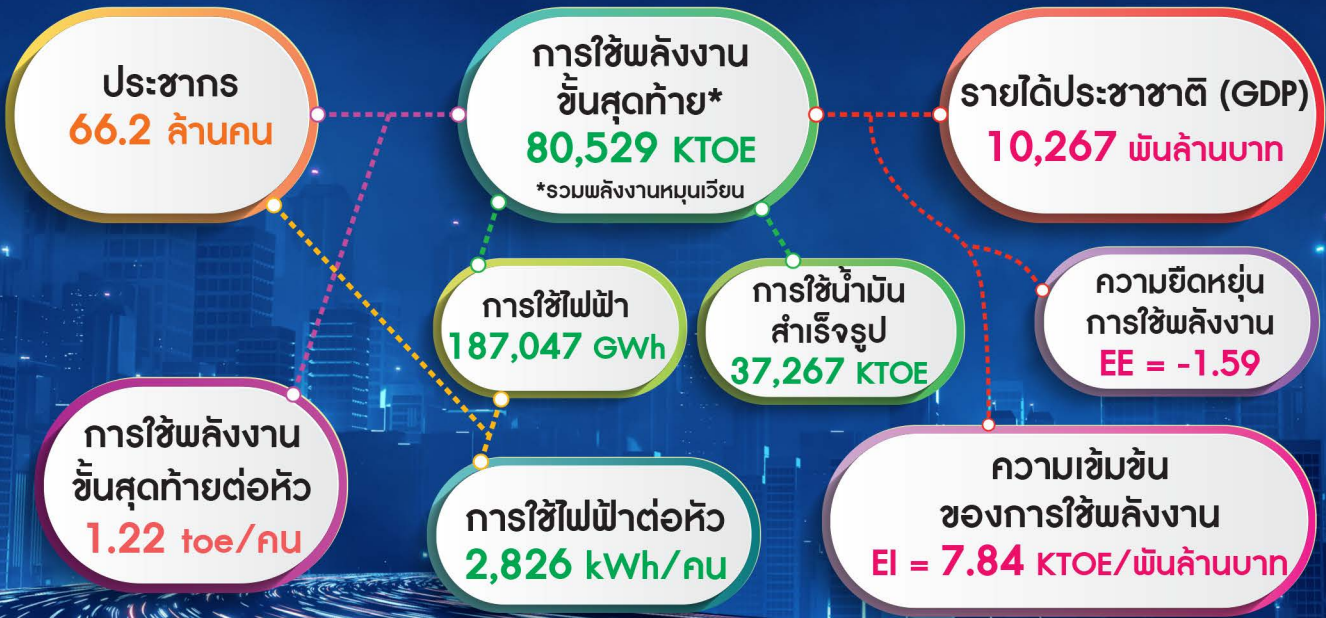 ประชากร
66.2 ล้านคน
การใช้พลังงาน
ขั้นสุดท้าย*
80,529 KTOE
*รวมพลังงานหมุนเวียน
รายได้ประชาชาติ (GDP)
10,267 พันล้านบาท
การใช้ไฟฟ้า
187,047 GWh
การใช้น้ำมัน
สำเร็จรูป
37,267 KTOE
ความยืดหยุ่น
การใช้พลังงาน
EE = -1.59
การใช้พลังงาน
ขั้นสุดท้ายต่อหัว
1.22 toe/คน
การใช้ไฟฟ้าต่อหัว
2,826 kWh/คน
ความเข้มข้น
ของการใช้พลังงาน
EI = 7.84 KTOE/พันล้านบาท